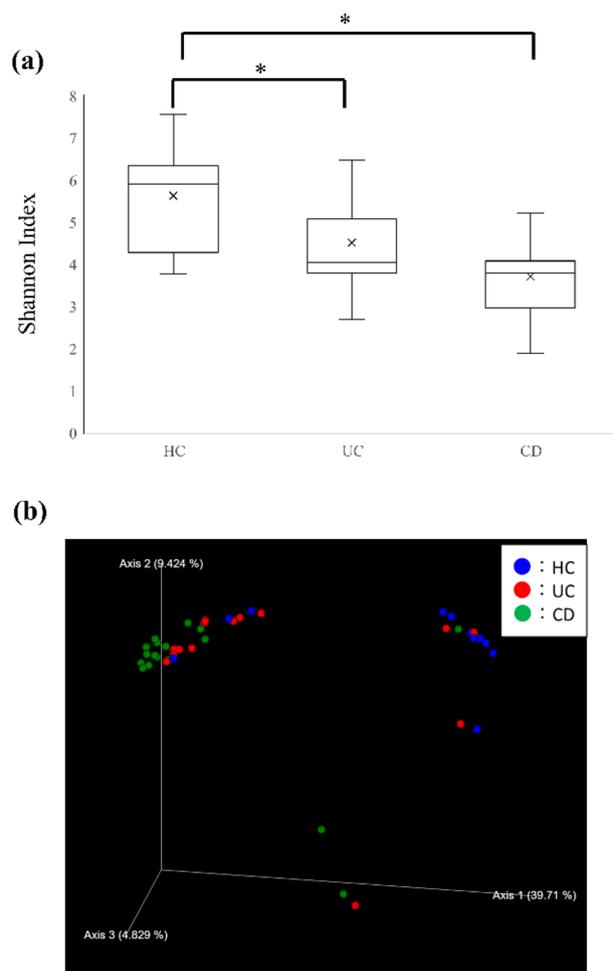 *
(a)
*
8
7
6
5
4
3
2
1
0
Shannon Index
HC
UC
CD
(b)
Axis 2 (9.424 %)
: HC
: UC
: CD
Axis 1 (39.71 %)
Axis 3 (4.829 %)